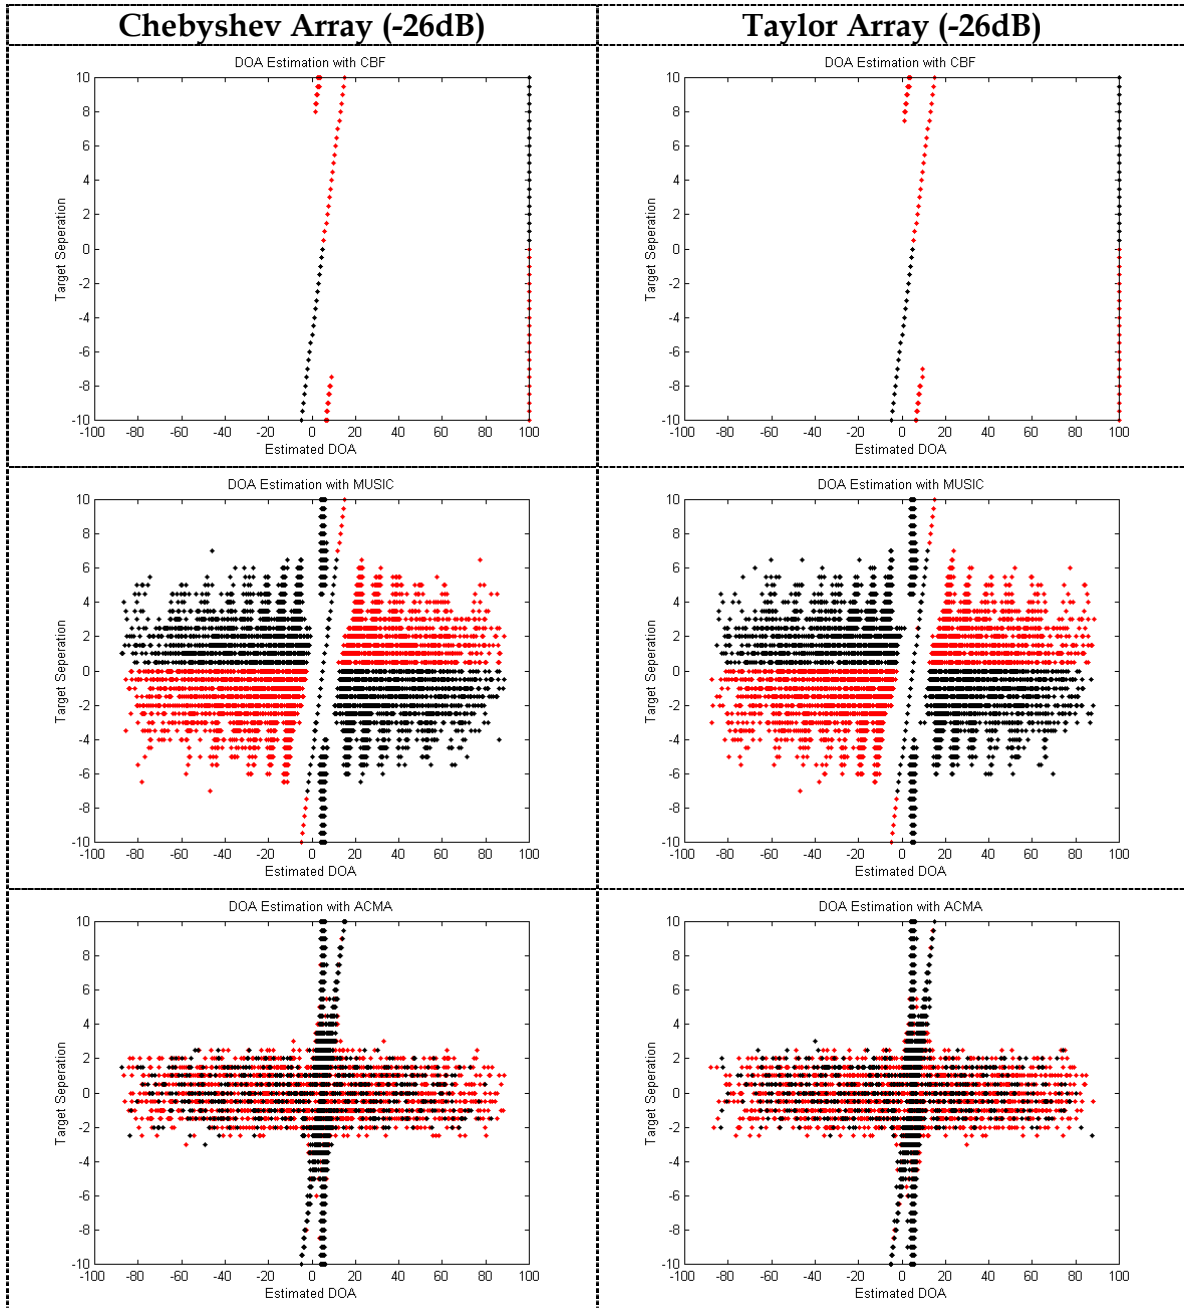 Chebyshev Array (-26dB)
Taylor Array (-26dB)
DOA Estimation with CBF
10
8
6
4
2
0
-2
-4
-6
-8
-10
Target Seperation
-100 -80 -60 -40 -20 0 20 40 60 80 100
Estimated DOA
DOA Estimation with CBF
10
8
6
4
2
0
-2
-4
-6
-8
-10
Target Seperation
-100 -80 -60 -40 -20 0 20 40 60 80 100
Estimated DOA
DOA Estimation with MUSIC
10
8
6
4
2
0
-2
-4
-6
-8
-10
Target Seperation
-100 -80 -60 -40 -20 0 20 40 60 80 100
Estimated DOA
DOA Estimation with MUSIC
10
8
6
4
2
0
-2
-4
-6
-8
-10
Target Seperation
-100 -80 -60 -40 -20 0 20 40 60 80 100
Estimated DOA
DOA Estimation with ACMA
10
8
6
4
2
0
-2
-4
-6
-8
-10
Target Seperation
-100 -80 -60 -40 -20 0 20 40 60 80 100
Estimated DOA
DOA Estimation with ACMA
10
8
6
4
2
0
-2
-4
-6
-8
-10
Target Seperation
-100 -80 -60 -40 -20 0 20 40 60 80 100
Estimated DOA